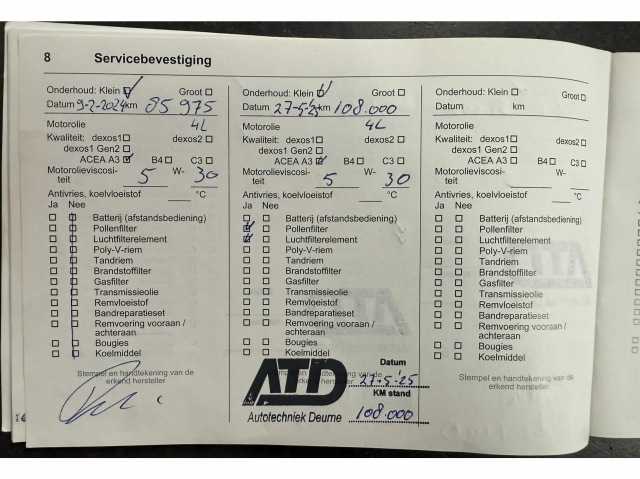 8 Servicebevestiging
Onderhoud: Klein ☑ Groot ☐
Datum 9-2-2024 km 85 975
Motorolie 4L
Kwaliteit: dexos1 ☐ dexos2 ☐
dexos1 Gen2 ☐
ACEA A3 ☑ B4 ☐ C3 ☐
Motorolieviscosi-
teit 5 W- 30
Antivries, koelvloeistof °C
Ja Nee
Batterij (afstandsbediening)
Pollenfilter
Luchtfilterelement
Poly-V-riem
Tandriem
Brandstoffilter
Gasfilter
Transmissieolie
Remvloeistof
Bandreparatieset
Remvoering vooraan /
achteraan
Bougies
Koelmiddel
Stempel en handtekening van de
erkend hersteller
Onderhoud: Klein ☑ Groot ☐
Datum 27-5-25 km 108.000
Motorolie 4L
Kwaliteit: dexos1 ☐ dexos2 ☐
dexos1 Gen2 ☐
ACEA A3 ☑ B4 ☐ C3 ☐
Motorolieviscosi-
teit 5 W- 30
Antivries, koelvloeistof °C
Ja Nee
Batterij (afstandsbediening)
Pollenfilter
Luchtfilterelement
Poly-V-riem
Tandriem
Brandstoffilter
Gasfilter
Transmissieolie
Remvloeistof
Bandreparatieset
Remvoering vooraan /
achteraan
Bougies
Koelmiddel
Stempel en handtekening van de
erkend hersteller
ATD
Autotechniek Deurne
Datum
27-5-'25
KM stand
108.000
Onderhoud: Klein ☐ Groot ☐
Datum km
Motorolie
Kwaliteit: dexos1 ☐ dexos2 ☐
dexos1 Gen2 ☐
ACEA A3 ☐ B4 ☐ C3 ☐
Motorolieviscosi-
teit W-
Antivries, koelvloeistof °C
Ja Nee
Batterij (afstandsbediening)
Pollenfilter
Luchtfilterelement
Poly-V-riem
Tandriem
Brandstoffilter
Gasfilter
Transmissieolie
Remvloeistof
Bandreparatieset
Remvoering vooraan /
achteraan
Bougies
Koelmiddel
Stempel en handtekening van de
erkend hersteller